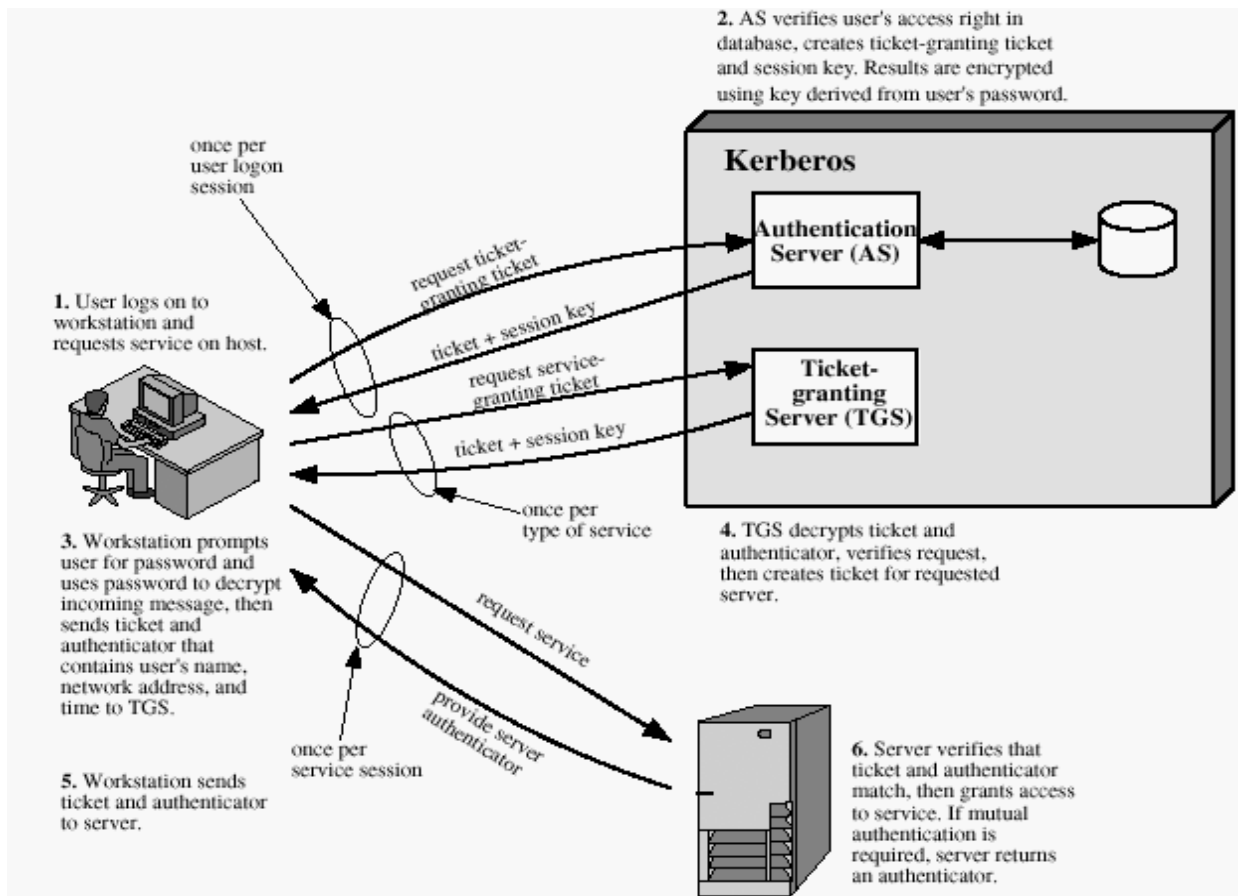 2. AS verifies user's access right in
database, creates ticket-granting ticket
and session key. Results are encrypted
using key derived from user's password.
once per
user logon
session
Kerberos
Authentication
Server (AS)
request ticket-
granting ticket
1. User logs on to
workstation and
requests service on host.
ticket + session key
request service-
granting ticket
Ticket-
granting
Server (TGS)
ticket + session key
once per
type of service
3. Workstation prompts
user for password and
uses password to decrypt
incoming message, then
sends ticket and
authenticator that
contains user's name,
network address, and
time to TGS.
4. TGS decrypts ticket and
authenticator, verifies request,
then creates ticket for requested
server.
request service
provide server
authenticator
once per
service session
5. Workstation sends
ticket and authenticator
to server.
6. Server verifies that
ticket and authenticator
match, then grants access
to service. If mutual
authentication is
required, server returns
an authenticator.